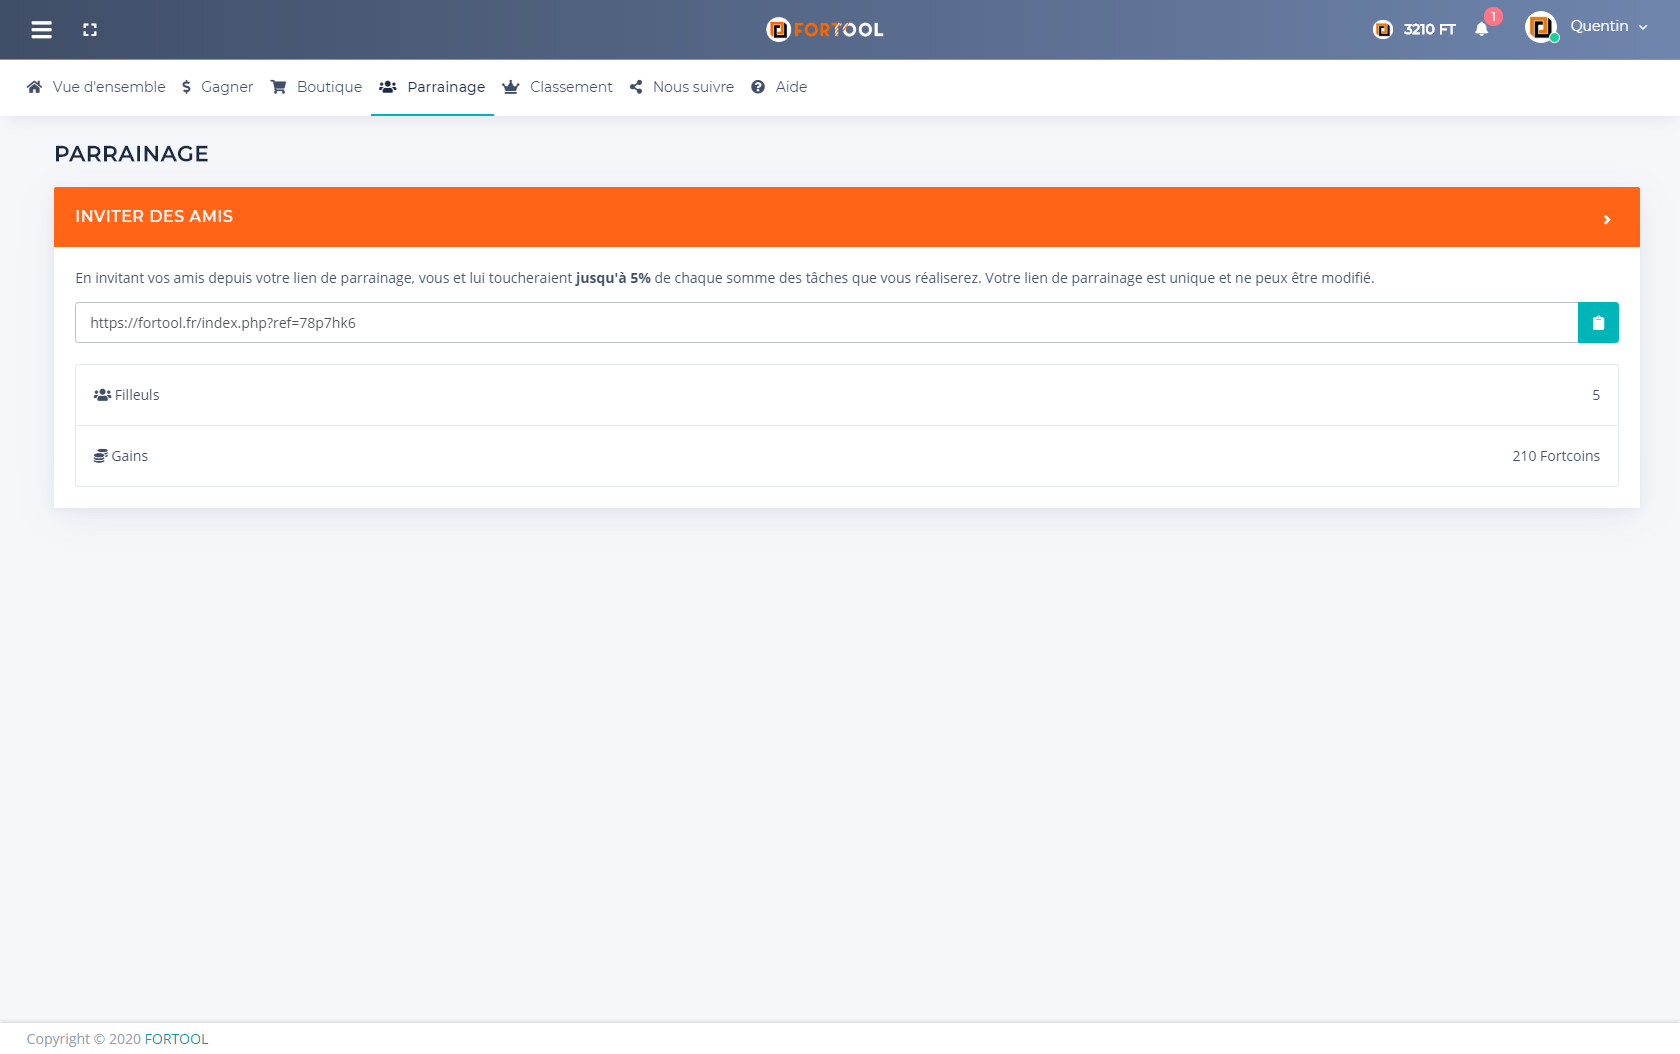 FORTOOL
3210 FT
1
Quentin
Vue d'ensemble
Gagner
Boutique
Parrainage
Classement
Nous suivre
Aide
PARRAINAGE
INVITER DES AMIS
En invitant vos amis depuis votre lien de parrainage, vous et lui toucheraient jusqu'à 5% de chaque somme des tâches que vous réaliserez. Votre lien de parrainage est unique et ne peux être modifié.
https://fortool.fr/index.php?ref=78p7hk6
Filleuls 5
Gains 210 Fortcoins
Copyright © 2020 FORTOOL